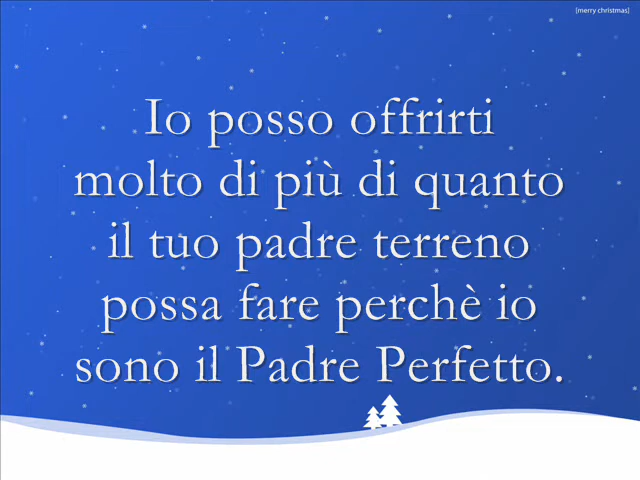 [merry christmas]
Io posso offrirti
molto di più di quanto
il tuo padre terreno
possa fare perchè io
sono il Padre Perfetto.